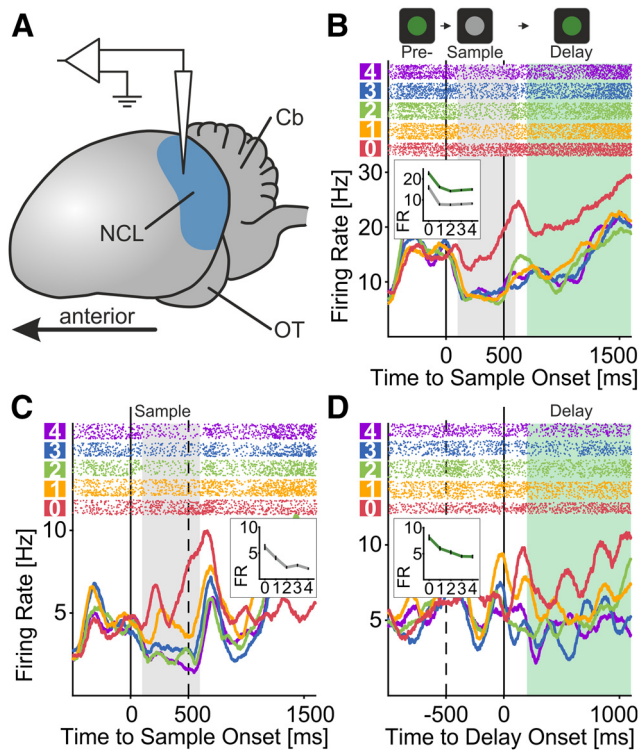 A
Cb
NCL
anterior
OT
B
Pre- Sample Delay
4
3
2
1
0
30
20
10
Firing Rate [Hz]
20
10
FR
0 1 2 3 4
0 500 1500
Time to Sample Onset [ms]
C
Sample
4
3
2
1
0
10
5
Firing Rate [Hz]
10
5
0
FR
0 1 2 3 4
0 500 1500
Time to Sample Onset [ms]
D
Delay
4
3
2
1
0
10
5
10
5
0
FR
0 1 2 3 4
-500 0 1000
Time to Delay Onset [ms]